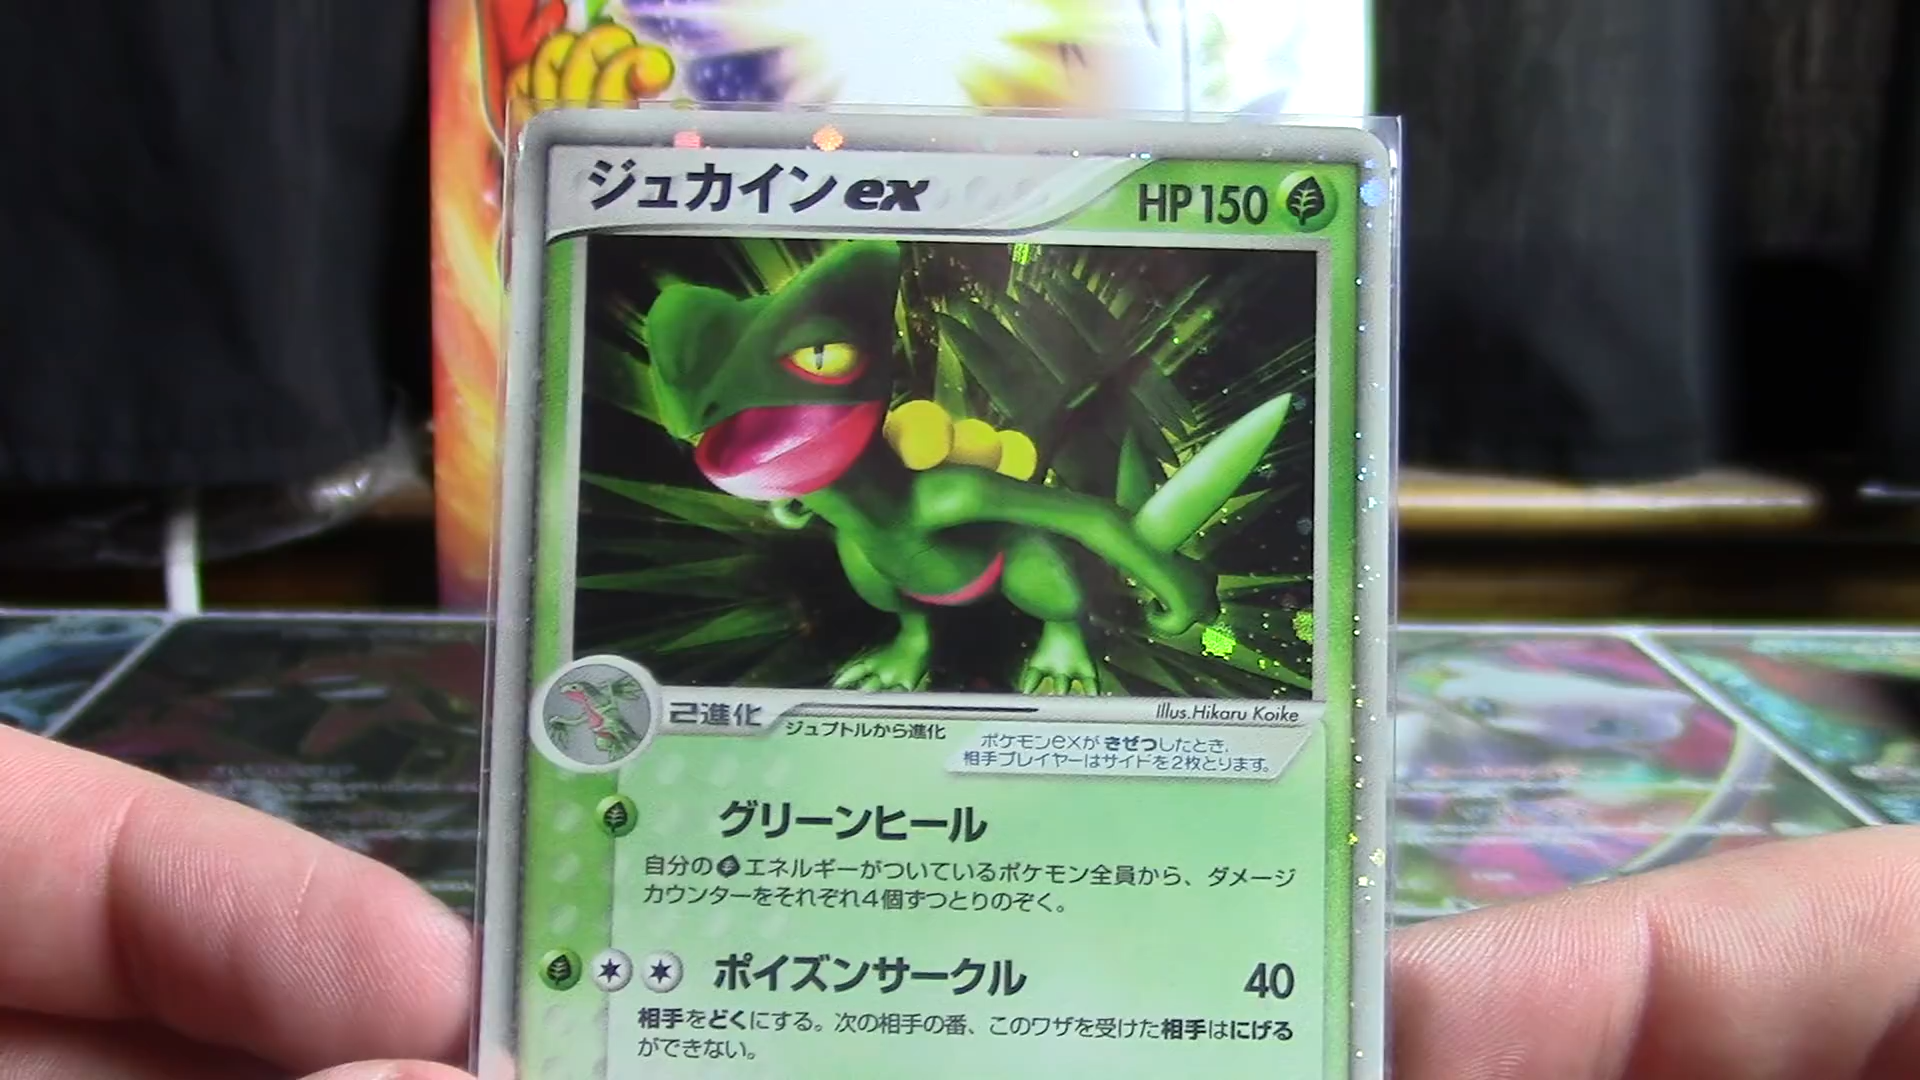 ジュカインex HP150
Illus.Hikaru Koike
2進化 ジュプトルから進化
ポケモンexが きぜつしたとき、
相手プレイヤーはサイドを2枚とります。
グリーンヒール
自分の エネルギーがついているポケモン全員から、ダメージ
カウンターをそれぞれ4個ずつとりのぞく。
ポイズンサークル 40
相手をどくにする。次の相手の番、このワザを受けた相手はにげる
ができない。